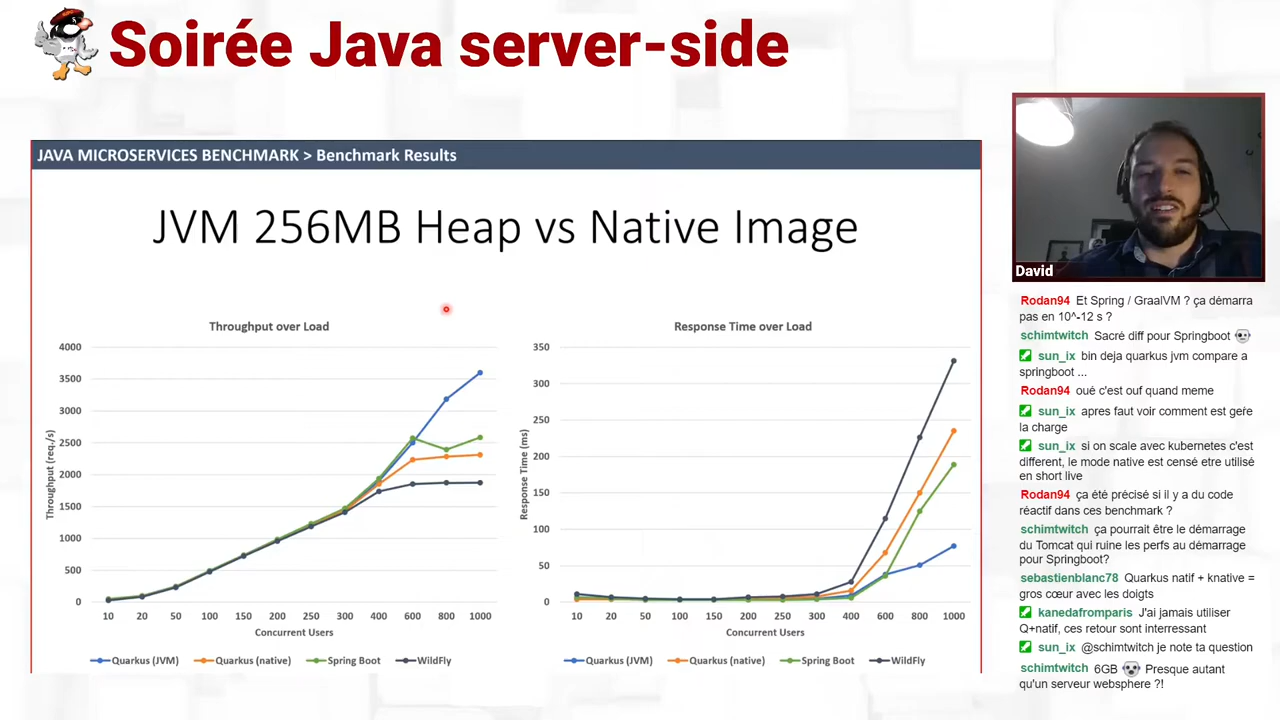 Soirée Java server-side
JAVA MICROSERVICES BENCHMARK > Benchmark Results
JVM 256MB Heap vs Native Image
Throughput over Load
4000
3500
3000
2500
2000
1500
1000
500
0
Throughput (req./s)
10 20 50 100 150 200 250 300 400 600 800 1000
Concurrent Users
Quarkus (JVM) Quarkus (native) Spring Boot WildFly
Response Time over Load
350
300
250
200
150
100
50
0
Response Time (ms)
10 20 50 100 150 200 250 300 400 600 800 1000
Concurrent Users
Quarkus (JVM) Quarkus (native) Spring Boot WildFly
David
Rodan94 Et Spring / GraalVM ? ça démarra
pas en 10^-12 s ?
schimtwitch Sacré diff pour Springboot
sun_ix bin deja quarkus jvm compare a
springboot ...
Rodan94 oué c'est ouf quand meme
sun_ix apres faut voir comment est gere
la charge
sun_ix si on scale avec kubernetes c'est
different, le mode native est censé etre utilisé
en short live
Rodan94 ça été précisé si il y a du code
réactif dans ces benchmark ?
schimtwitch ça pourrait être le démarrage
du Tomcat qui ruine les perfs au démarrage
pour Springboot?
sebastienblanc78 Quarkus natif + knative =
gros cœur avec les doigts
kanedafromparis J'ai jamais utiliser
Q+natif, ces retour sont interressant
sun_ix @schimtwitch je note ta question
schimtwitch 6GB Presque autant
qu'un serveur websphere ?!